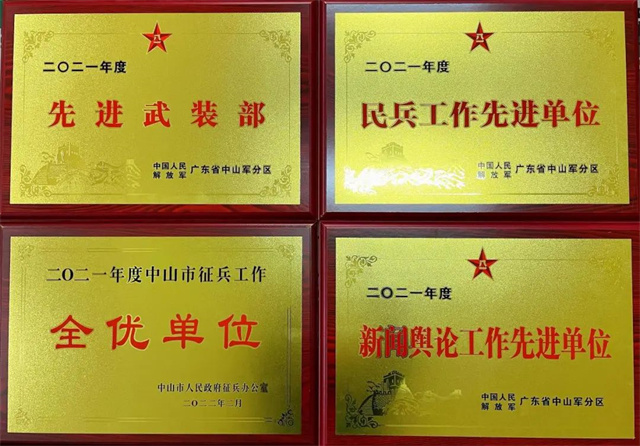 二〇二一年度
先进武装部
中国人民
解放军 广东省中山军分区
二〇二一年度
民兵工作先进单位
中国人民
解放军 广东省中山军分区
二〇二一年度中山市征兵工作
全优单位
中山市人民政府征兵办公室
二〇二二年二月
二〇二一年度
新闻舆论工作先进单位
中国人民
解放军 广东省中山军分区